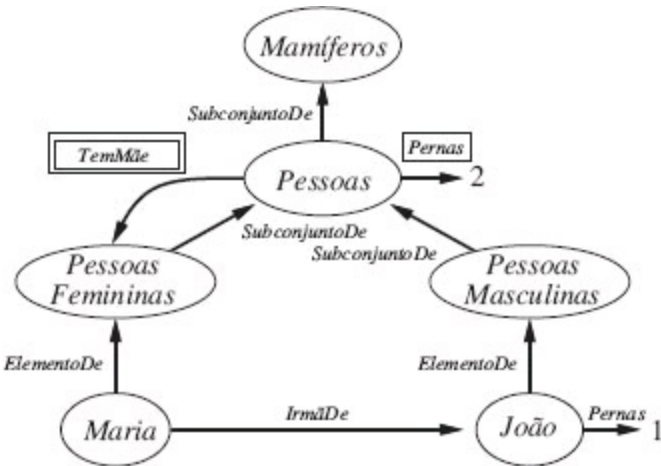 Mamíferos
SubconjuntoDe
TemMãe
Pernas
Pessoas
2
SubconjuntoDe
SubconjuntoDe
Pessoas
Femininas
Pessoas
Masculinas
ElementoDe
ElementoDe
Maria
IrmãDe
João
Pernas
1